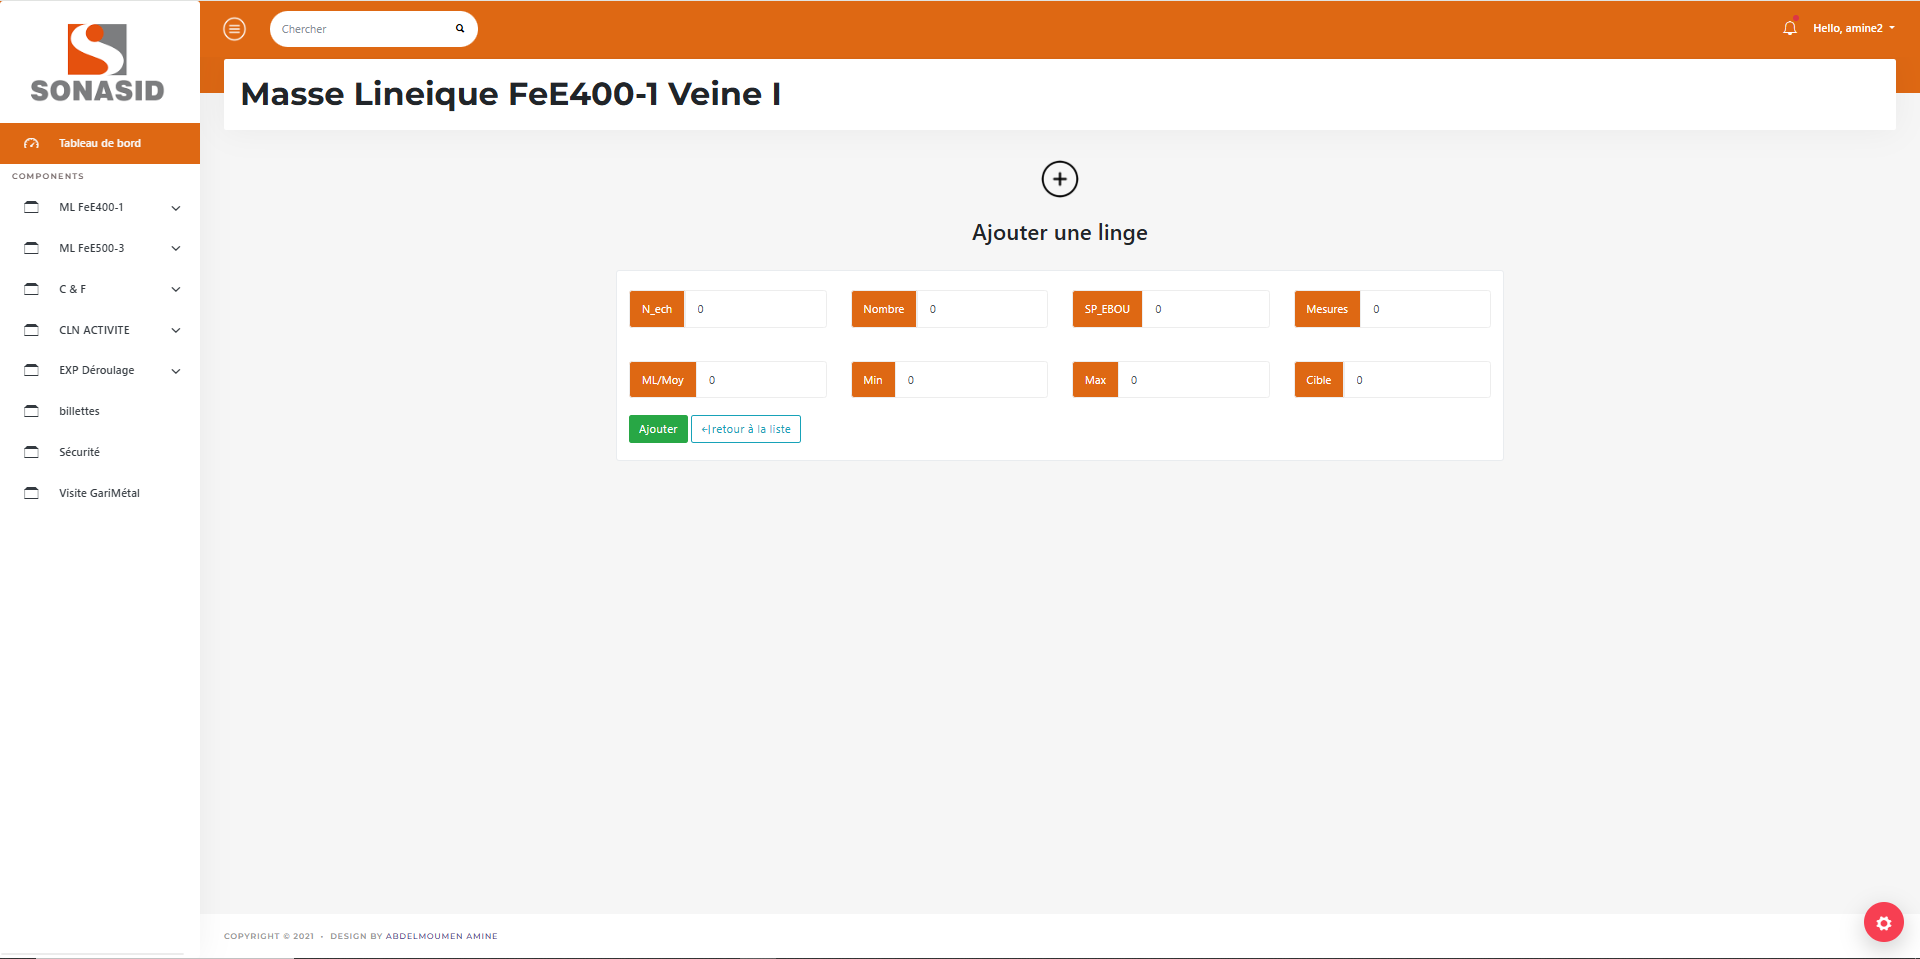 SONASID
Chercher
Hello, amine2
Masse Lineique FeE400-1 Veine I
Tableau de bord
COMPONENTS
ML FeE400-1
ML FeE500-3
C & F
CLN ACTIVITE
EXP Déroulage
billettes
Sécurité
Visite GariMétal
Ajouter une linge
N_ech 0 Nombre 0 SP_EBOU 0 Mesures 0
ML/Moy 0 Min 0 Max 0 Cible 0
Ajouter retour à la liste
COPYRIGHT © 2021 • DESIGN BY ABDELMOUMEN AMINE